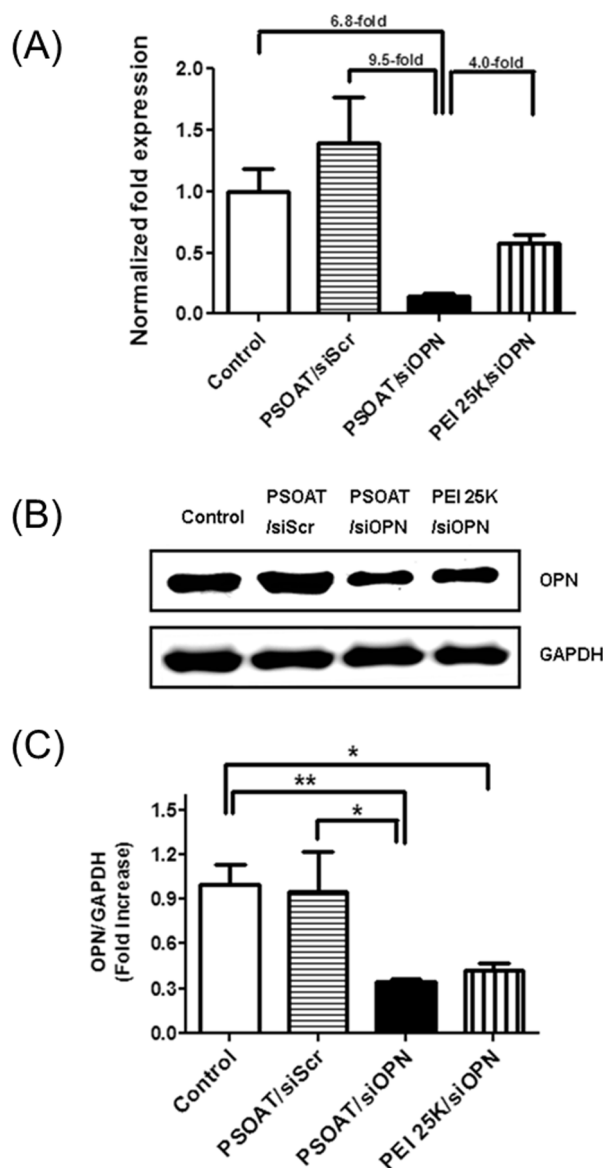 (A)
6.8-fold
9.5-fold
4.0-fold
Normalized fold expression
2.0
1.5
1.0
0.5
0.0
Control
PSOAT/siScr
PSOAT/siOPN
PEI 25K/siOPN
(B)
Control
PSOAT
/siScr
PSOAT
/siOPN
PEI 25K
/siOPN
OPN
GAPDH
(C)
*
**
*
OPN/GAPDH
(Fold Increase)
1.5
1.2
0.9
0.6
0.3
0.0
Control
PSOAT/siScr
PSOAT/siOPN
PEI 25K/siOPN